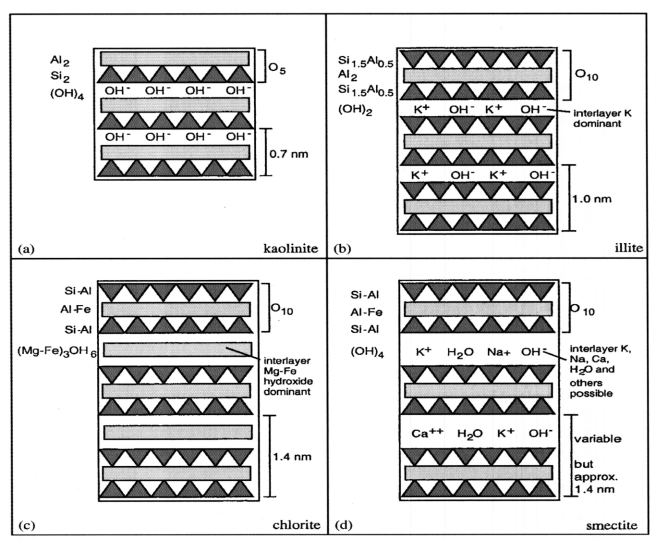 Al2
Si2
(OH)4
O5
OH- OH- OH- OH-
OH- OH- OH- OH-
0.7 nm
(a)
kaolinite
Si1.5Al0.5
Al2
Si1.5Al0.5
(OH)2
O10
K+ OH- K+ OH-
interlayer K
dominant
K+ OH- K+ OH-
1.0 nm
(b)
illite
Si-Al
Al-Fe
Si-Al
(Mg-Fe)3OH6
O10
interlayer
Mg-Fe
hydroxide
dominant
1.4 nm
(c)
chlorite
Si-Al
Al-Fe
Si-Al
(OH)4
O10
K+ H2O Na+ OH-
interlayer K,
Na, Ca,
H2O and
others
possible
Ca++ H2O K+ OH-
variable
but
approx.
1.4 nm
(d)
smectite